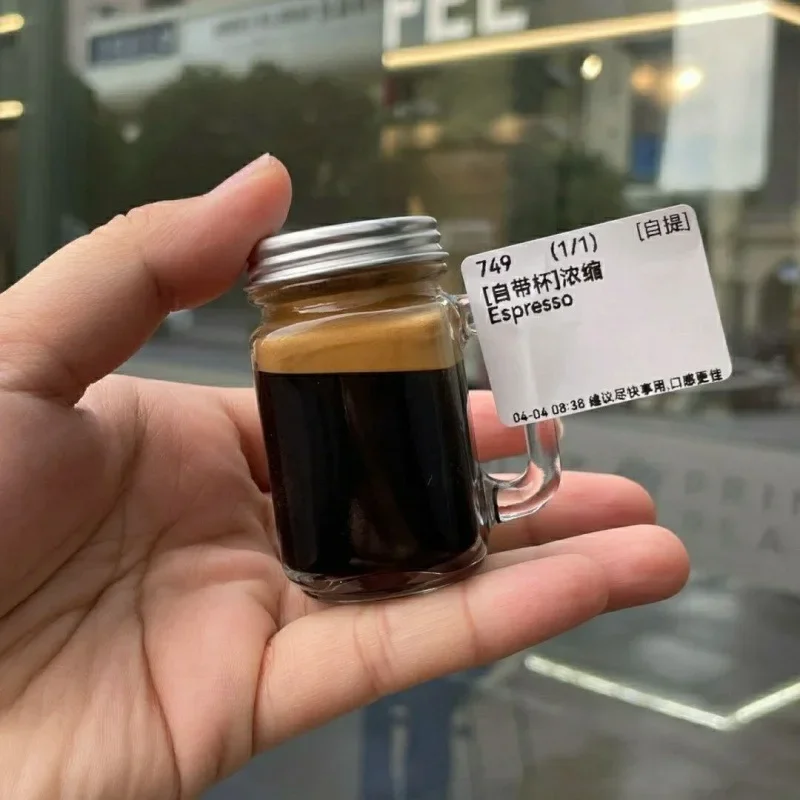 FEE
749 (1/1) [自提]
[自带杯]浓缩
Espresso
04-04 08:38 建议尽快享用,口感更佳